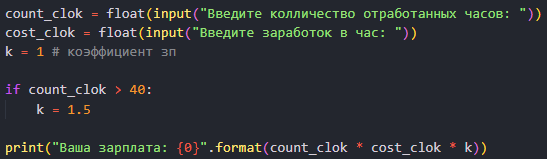 count_clok = float(input("Введите колличество отработанных часов: "))
cost_clok = float(input("Введите заработок в час: "))
k = 1 # коэффициент зп
if count_clok > 40:
k = 1.5
print("Ваша зарплата: {0}".format(count_clok * cost_clok * k))